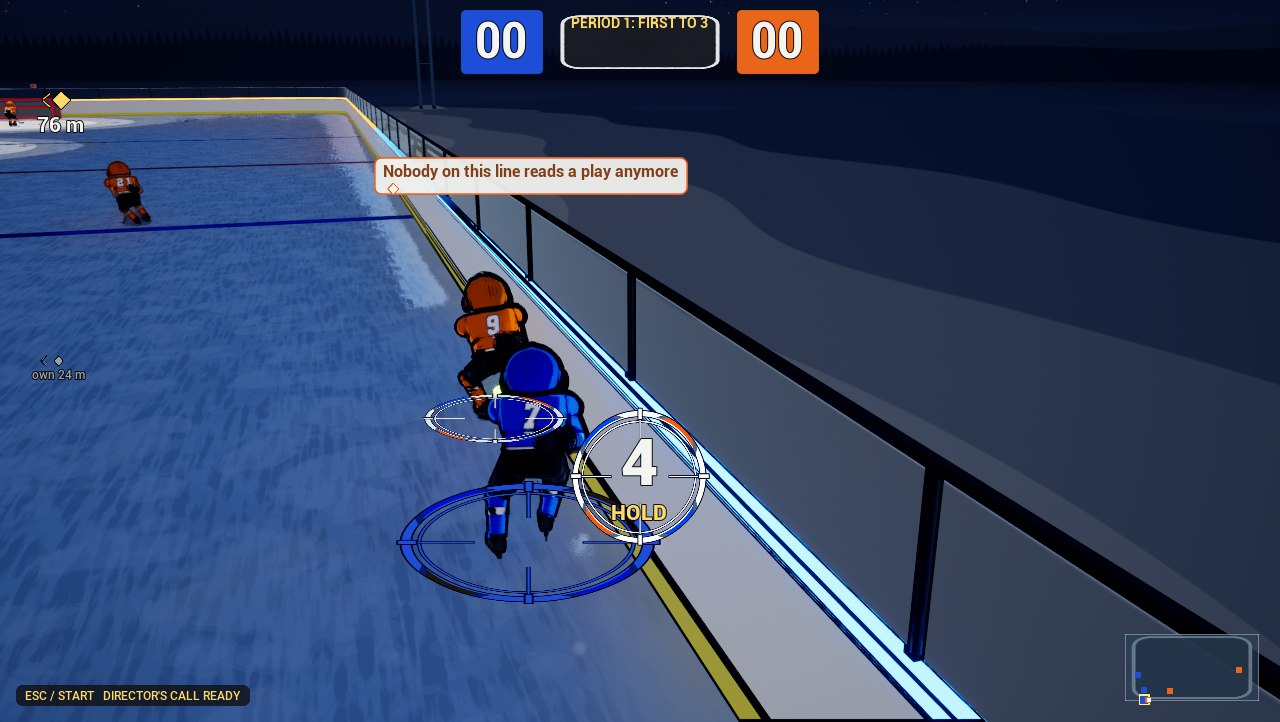 00
PERIOD 1: FIRST TO 3
00
76 m
Nobody on this line reads a play anymore
21
9
own 24 m
7
4
HOLD
ESC / START DIRECTOR'S CALL READY